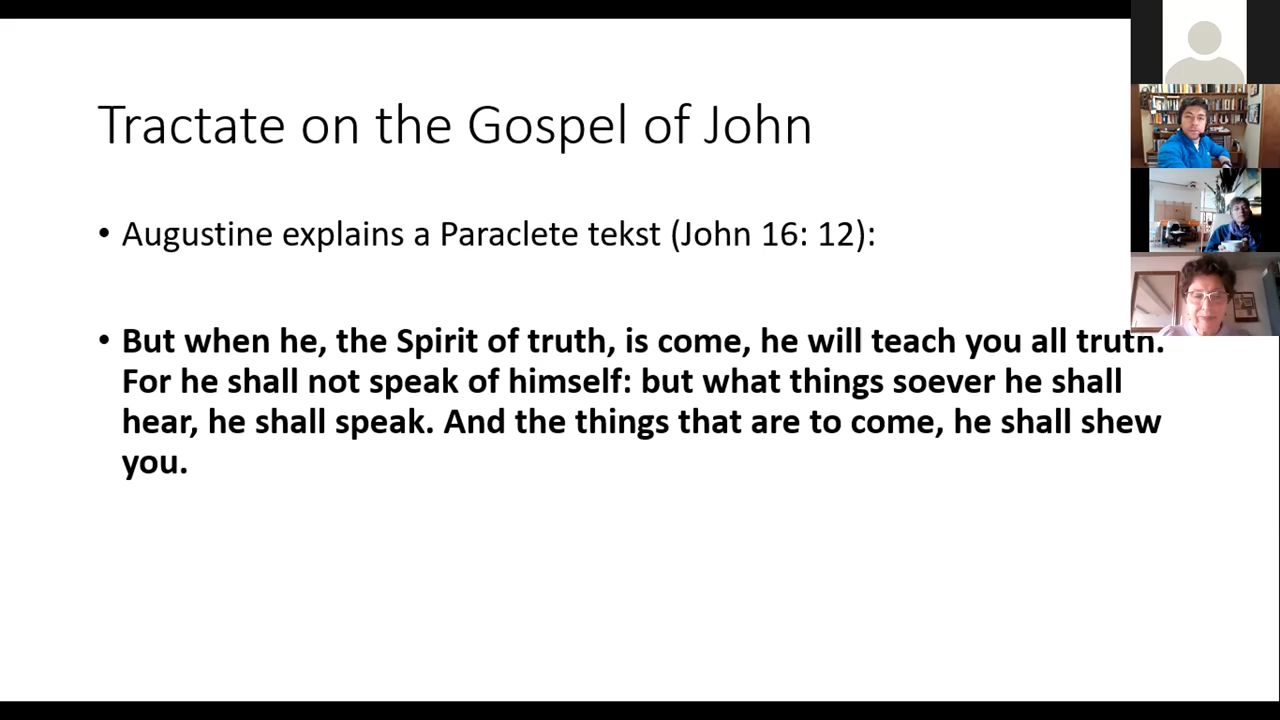 Tractate on the Gospel of John
• Augustine explains a Paraclete tekst (John 16: 12):
• But when he, the Spirit of truth, is come, he will teach you all truth.
For he shall not speak of himself: but what things soever he shall
hear, he shall speak. And the things that are to come, he shall shew
you.